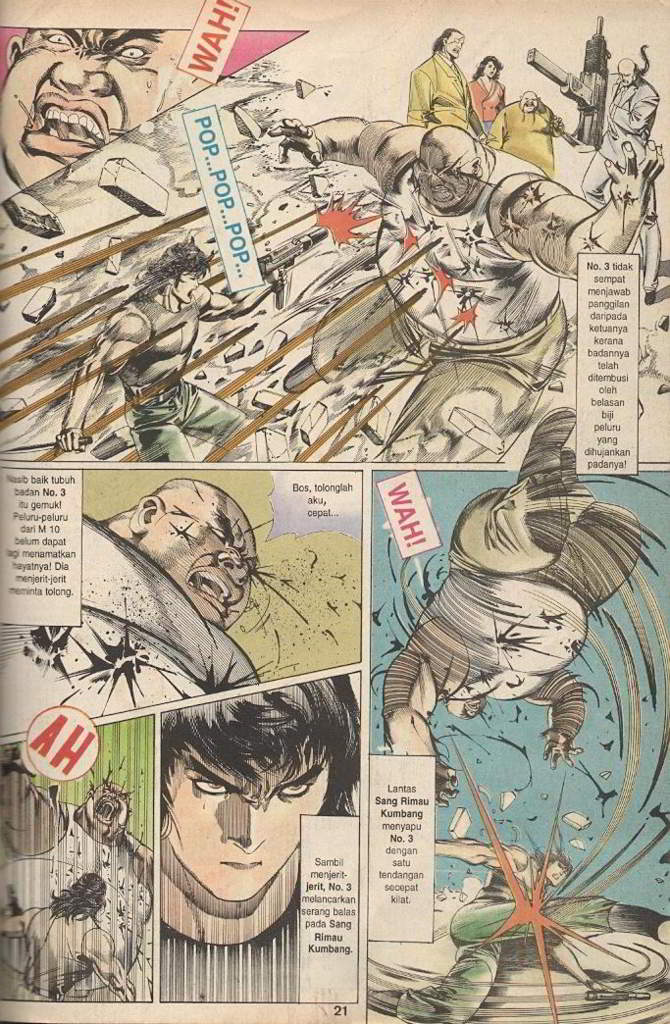 WAH!
POP...POP...POP...
No. 3 tidak
sempat
menjawab
panggilan
daripada
ketuanya
kerana
badannya
telah
ditembusi
oleh
belasan
biji
peluru
yang
dihujankan
padanya!
Nasib baik tubuh
badan No. 3
itu gemuk!
Peluru-peluru
dari M 10
belum dapat
lagi menamatkan
hayatnya! Dia
menjerit-jerit
meminta tolong.
Bos, tolonglah
aku,
cepat...
WAH!
AH
Sambil
menjerit-
jerit, No. 3
melancarkan
serang balas
pada Sang
Rimau
Kumbang.
Lantas
Sang Rimau
Kumbang
menyapu
No. 3
dengan
satu
tendangan
secepat
kilat.
21